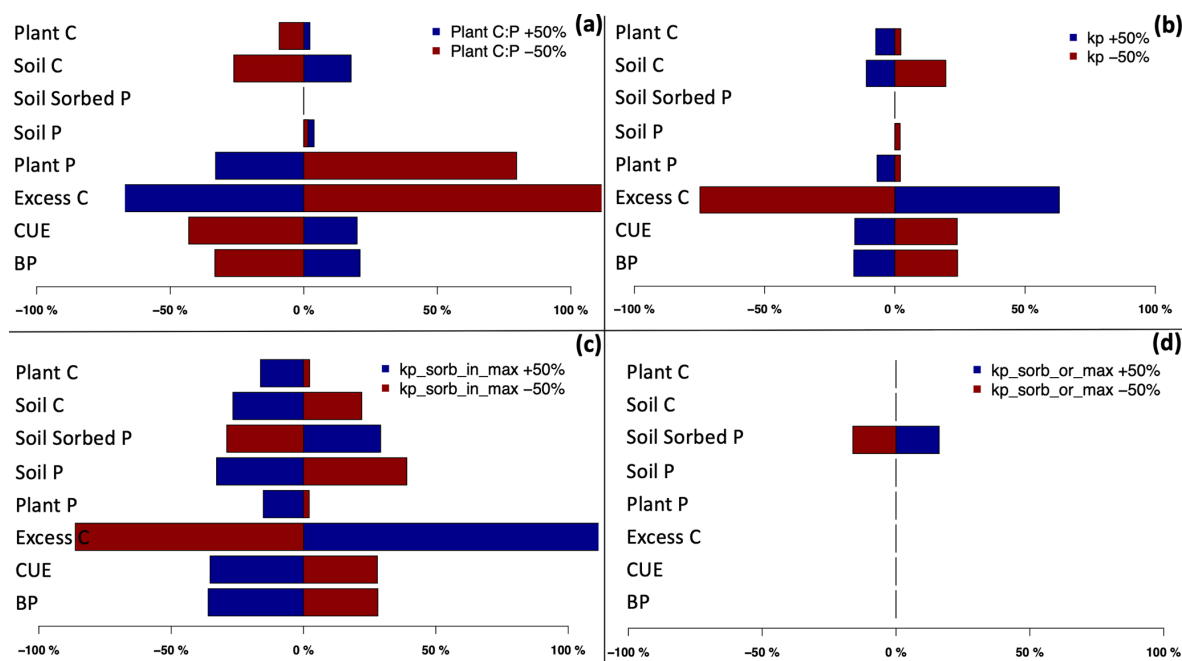 (a)
Plant C:P +50%
Plant C:P −50%
Plant C
Soil C
Soil Sorbed P
Soil P
Plant P
Excess C
CUE
BP
−100 % −50 % 0 % 50 % 100 %
(b)
kp +50%
kp −50%
Plant C
Soil C
Soil Sorbed P
Soil P
Plant P
Excess C
CUE
BP
−100 % −50 % 0 % 50 % 100 %
(c)
kp_sorb_in_max +50%
kp_sorb_in_max −50%
Plant C
Soil C
Soil Sorbed P
Soil P
Plant P
Excess C
CUE
BP
−100 % −50 % 0 % 50 % 100 %
(d)
kp_sorb_or_max +50%
kp_sorb_or_max −50%
Plant C
Soil C
Soil Sorbed P
Soil P
Plant P
Excess C
CUE
BP
−100 % −50 % 0 % 50 % 100 %